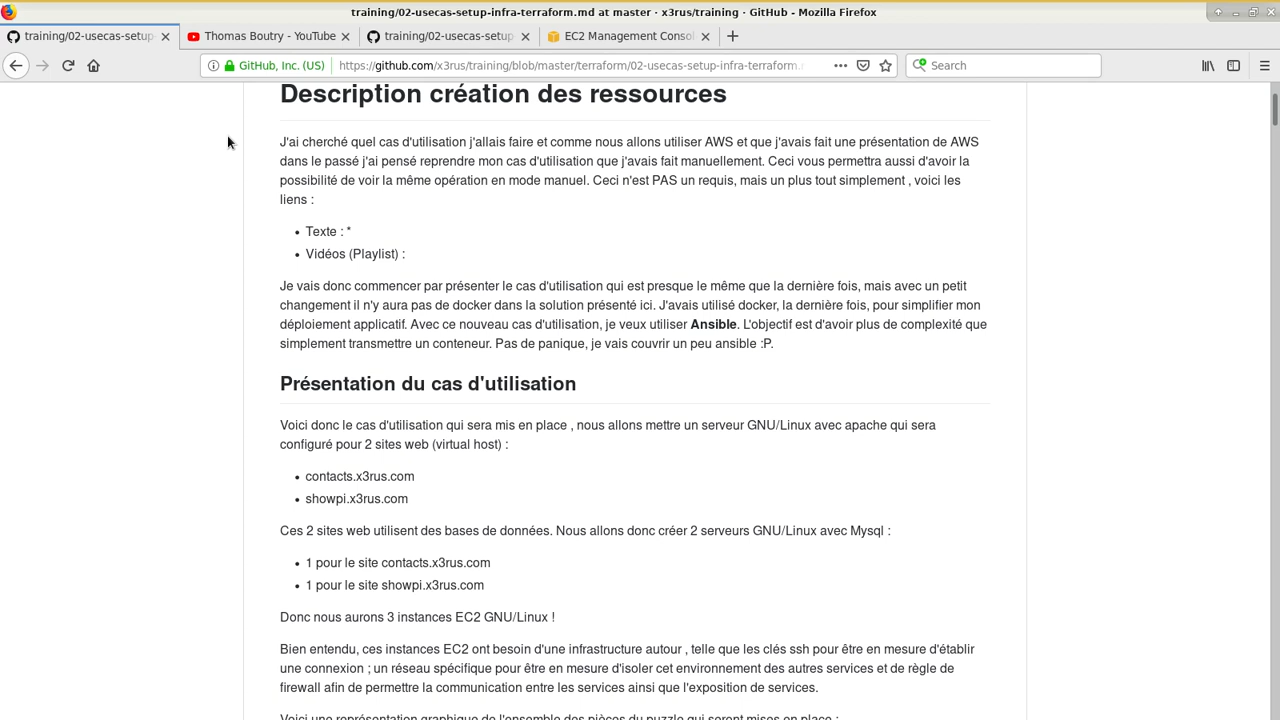 training/02-usecas-setup-infra-terraform.md at master · x3rus/training · GitHub - Mozilla Firefox
training/02-usecas-setup-
Thomas Boutry - YouTube
training/02-usecas-setup-
EC2 Management Consol
GitHub, Inc. (US)
https://github.com/x3rus/training/blob/master/terraform/02-usecas-setup-infra-terraform.
Search
Description création des ressources
J'ai cherché quel cas d'utilisation j'allais faire et comme nous allons utiliser AWS et que j'avais fait une présentation de AWS
dans le passé j'ai pensé reprendre mon cas d'utilisation que j'avais fait manuellement. Ceci vous permettra aussi d'avoir la
possibilité de voir la même opération en mode manuel. Ceci n'est PAS un requis, mais un plus tout simplement , voici les
liens :
• Texte : *
• Vidéos (Playlist) :
Je vais donc commencer par présenter le cas d'utilisation qui est presque le même que la dernière fois, mais avec un petit
changement il n'y aura pas de docker dans la solution présenté ici. J'avais utilisé docker, la dernière fois, pour simplifier mon
déploiement applicatif. Avec ce nouveau cas d'utilisation, je veux utiliser Ansible. L'objectif est d'avoir plus de complexité que
simplement transmettre un conteneur. Pas de panique, je vais couvrir un peu ansible :P.
Présentation du cas d'utilisation
Voici donc le cas d'utilisation qui sera mis en place , nous allons mettre un serveur GNU/Linux avec apache qui sera
configuré pour 2 sites web (virtual host) :
• contacts.x3rus.com
• showpi.x3rus.com
Ces 2 sites web utilisent des bases de données. Nous allons donc créer 2 serveurs GNU/Linux avec Mysql :
• 1 pour le site contacts.x3rus.com
• 1 pour le site showpi.x3rus.com
Donc nous aurons 3 instances EC2 GNU/Linux !
Bien entendu, ces instances EC2 ont besoin d'une infrastructure autour , telle que les clés ssh pour être en mesure d'établir
une connexion ; un réseau spécifique pour être en mesure d'isoler cet environnement des autres services et de règle de
firewall afin de permettre la communication entre les services ainsi que l'exposition de services.
Voici une représentation graphique de l'ensemble des pièces du puzzle qui seront mises en place :